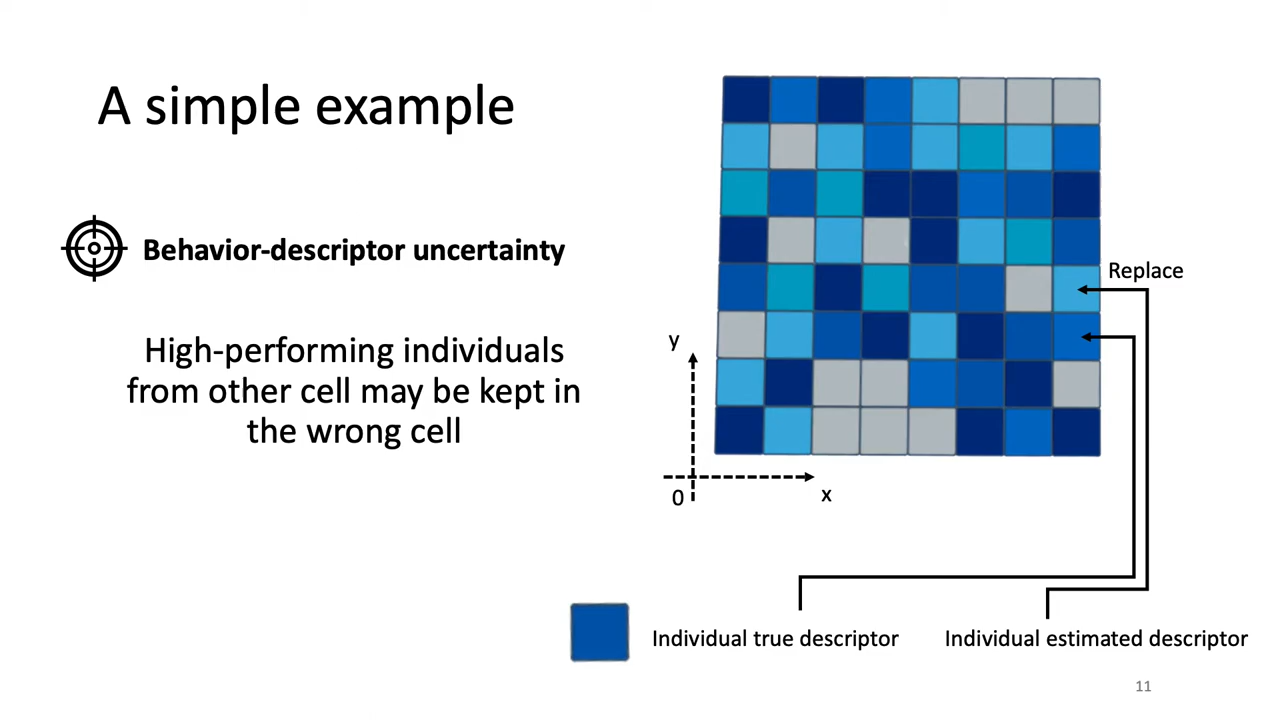 A simple example
Behavior-descriptor uncertainty
High-performing individuals
from other cell may be kept in
the wrong cell
Replace
y
0
x
Individual true descriptor
Individual estimated descriptor
11